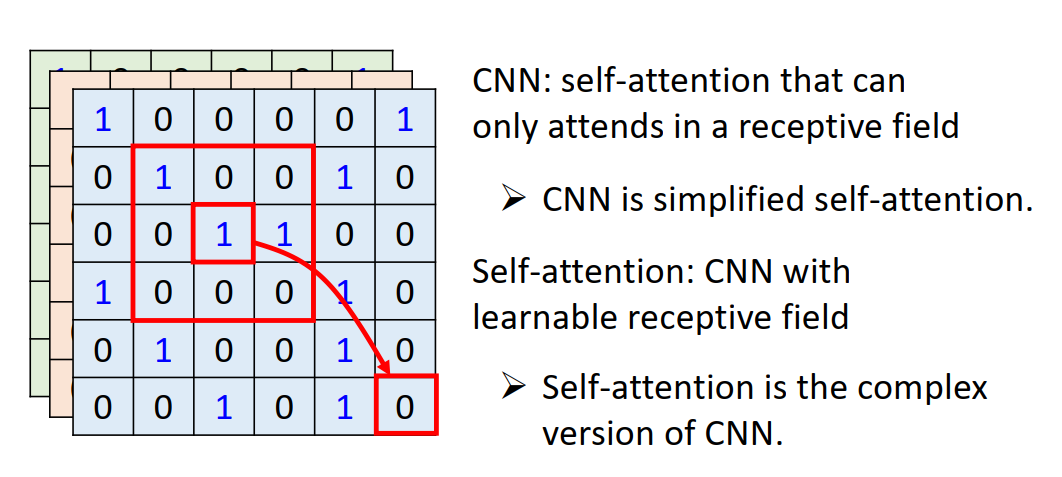 1 0 0 0 0 1
0 1 0 0 1 0
0 0 1 1 0 0
1 0 0 0 1 0
0 1 0 0 1 0
0 0 1 0 1 0
CNN: self-attention that can
only attends in a receptive field
CNN is simplified self-attention.
Self-attention: CNN with
learnable receptive field
Self-attention is the complex
version of CNN.